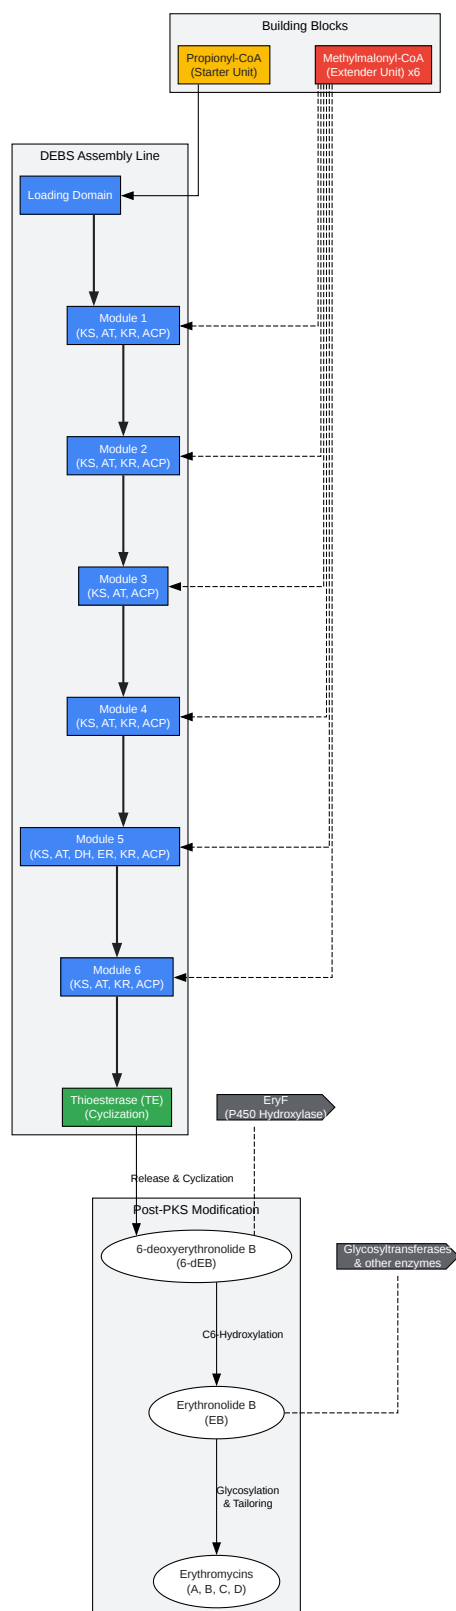 Building Blocks
Propionyl-CoA
(Starter Unit)
Methylmalonyl-CoA
(Extender Unit) x6
DEBS Assembly Line
Loading Domain
Module 1
(KS, AT, KR, ACP)
Module 2
(KS, AT, KR, ACP)
Module 3
(KS, AT, ACP)
Module 4
(KS, AT, KR, ACP)
Module 5
(KS, AT, DH, ER, KR, ACP)
Module 6
(KS, AT, KR, ACP)
Thioesterase (TE)
(Cyclization)
EryF
(P450 Hydroxylase)
Release & Cyclization
Post-PKS Modification
6-deoxyerythronolide B
(6-dEB)
Glycosyltransferases
& other enzymes
C6-Hydroxylation
Erythronolide B
(EB)
Glycosylation
& Tailoring
Erythromycins
(A, B, C, D)